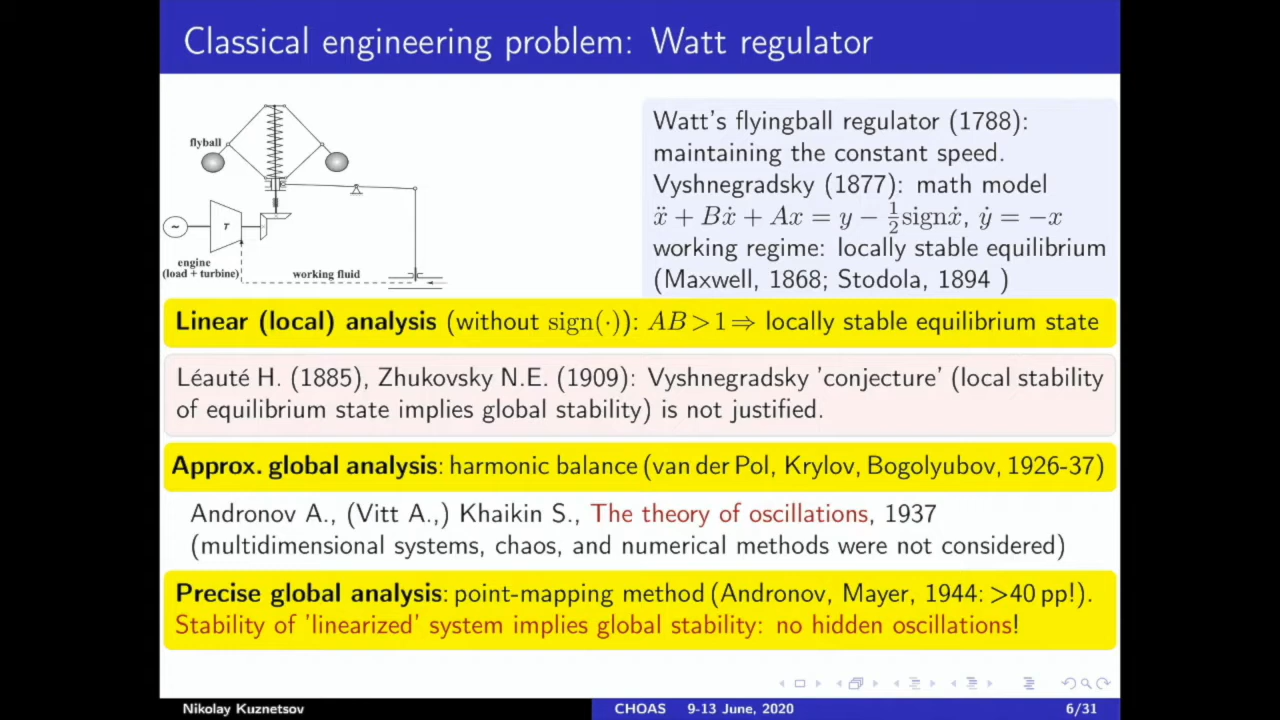 Classical engineering problem: Watt regulator
flyball
T
~
engine
(load + turbine)
working fluid
Watt's flyingball regulator (1788):
maintaining the constant speed.
Vyshnegradsky (1877): math model
ẍ + Bẋ + Ax = y − ½signẋ, ẏ = −x
working regime: locally stable equilibrium
(Maxwell, 1868; Stodola, 1894 )
Linear (local) analysis (without sign(·)): AB > 1 ⇒ locally stable equilibrium state
Léauté H. (1885), Zhukovsky N.E. (1909): Vyshnegradsky 'conjecture' (local stability
of equilibrium state implies global stability) is not justified.
Approx. global analysis: harmonic balance (van der Pol, Krylov, Bogolyubov, 1926-37)
Andronov A., (Vitt A.,) Khaikin S., The theory of oscillations, 1937
(multidimensional systems, chaos, and numerical methods were not considered)
Precise global analysis: point-mapping method (Andronov, Mayer, 1944: >40 pp!).
Stability of 'linearized' system implies global stability: no hidden oscillations!
Nikolay Kuznetsov
CHOAS 9-13 June, 2020
6/31